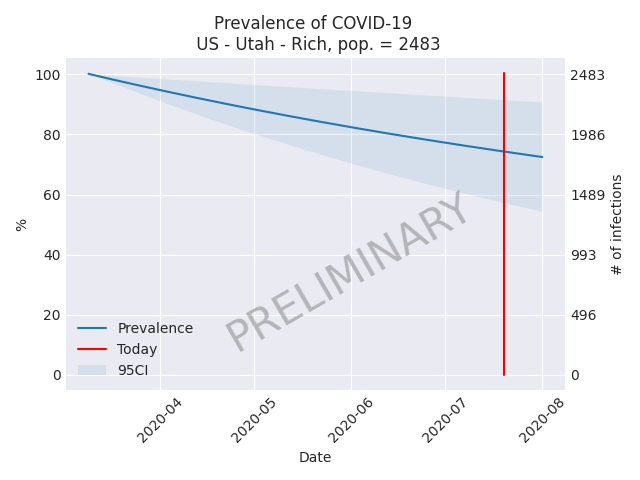 Prevalence of COVID-19
US - Utah - Rich, pop. = 2483
100
80
60
40
20
0
%
2483
1986
1489
993
496
0
# of infections
PRELIMINARY
Prevalence
Today
95CI
2020-04
2020-05
2020-06
2020-07
2020-08
Date